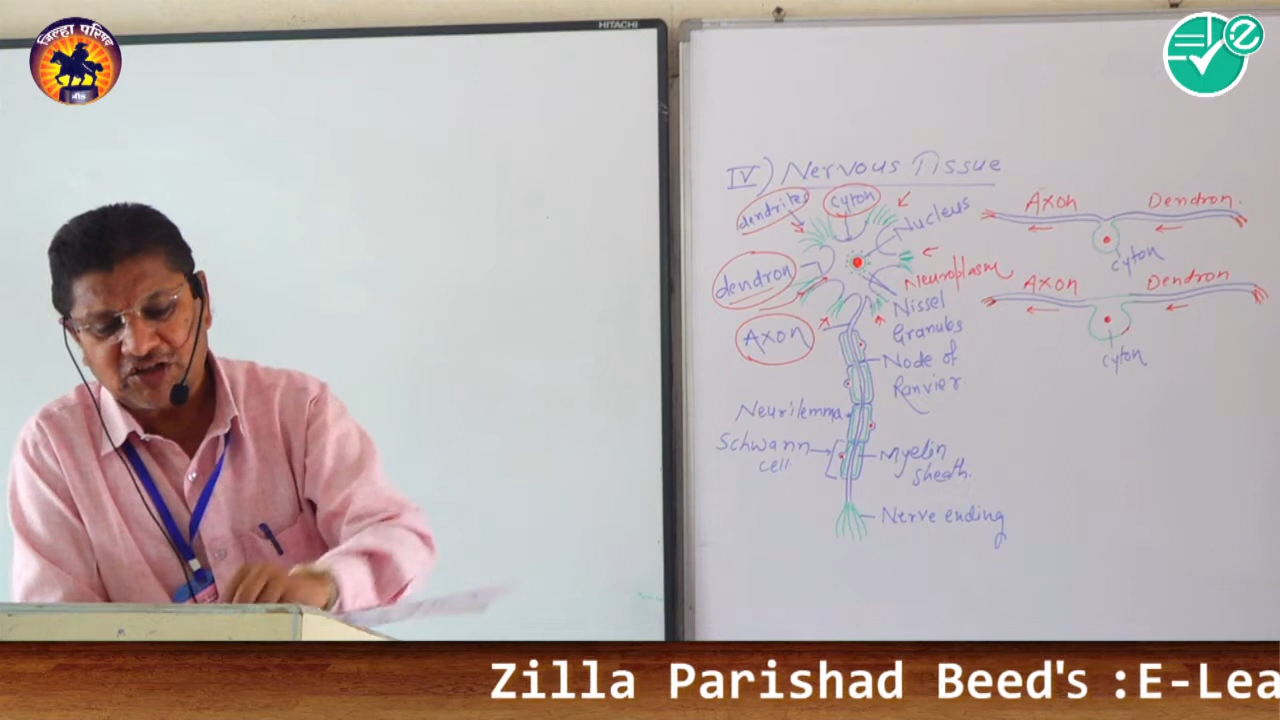 जिल्हा परिषद
बीड
HITACHI
e
IV) Nervous Tissue
dendrites
Cyton
Nucleus
dendron
Neuroplasm
Nissel
Granubs
Axon
Node of
Ranvier
Neurilemma
Schwann
cell
Myelin
Sheath.
Nerve ending
Axon
Dendron.
Cyton
Axon
Dendron
Cyton
Zilla Parishad Beed's :E-Lea